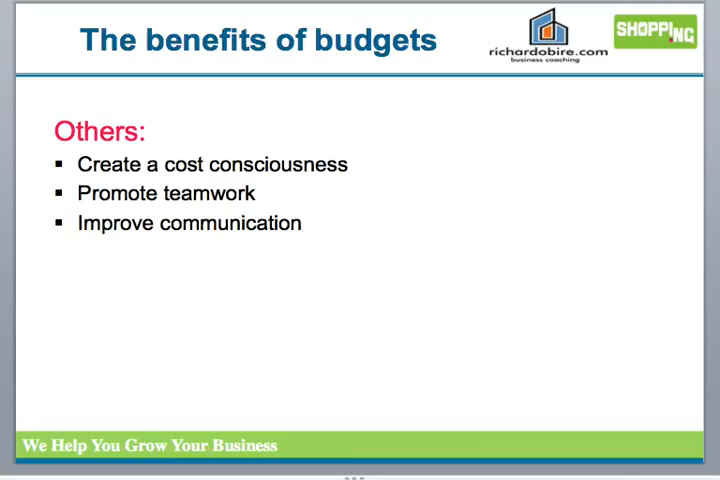 The benefits of budgets
richardobire.com
business coaching
SHOPPING
Others:
Create a cost consciousness
Promote teamwork
Improve communication
We Help You Grow Your Business